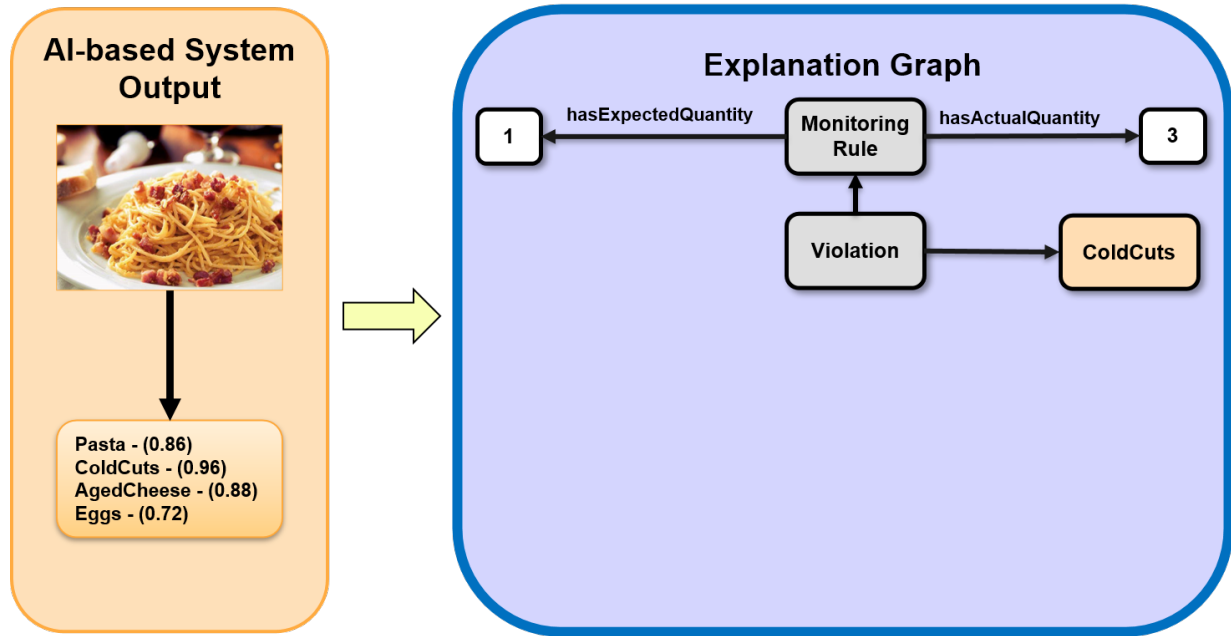 AI-based System
Output
Pasta - (0.86)
ColdCuts - (0.96)
AgedCheese - (0.88)
Eggs - (0.72)
Explanation Graph
1
hasExpectedQuantity
Monitoring
Rule
hasActualQuantity
3
Violation
ColdCuts